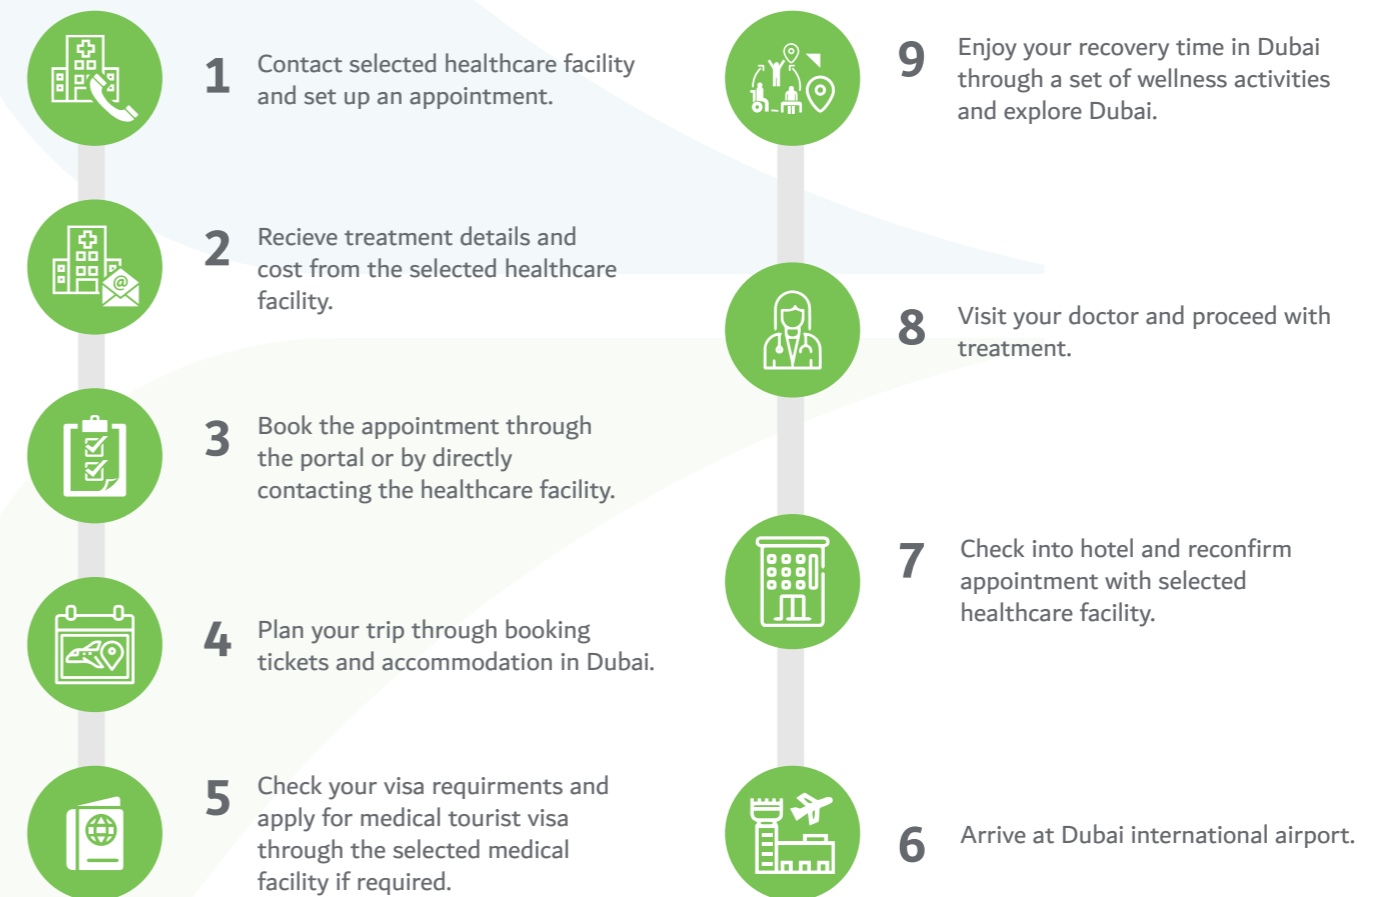 1
Contact selected healthcare facility
and set up an appointment.
2
Recieve treatment details and
cost from the selected healthcare
facility.
3
Book the appointment through
the portal or by directly
contacting the healthcare facility.
4
Plan your trip through booking
tickets and accommodation in Dubai.
5
Check your visa requirments and
apply for medical tourist visa
through the selected medical
facility if required.
6
Arrive at Dubai international airport.
7
Check into hotel and reconfirm
appointment with selected
healthcare facility.
8
Visit your doctor and proceed with
treatment.
9
Enjoy your recovery time in Dubai
through a set of wellness activities
and explore Dubai.